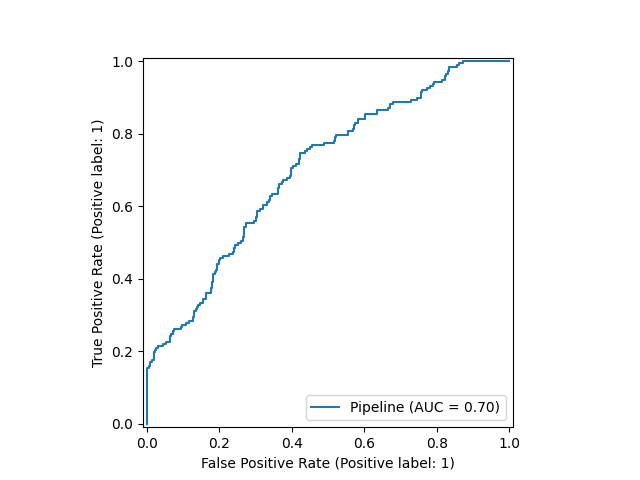 1.0
0.8
0.6
0.4
0.2
0.0
True Positive Rate (Positive label: 1)
Pipeline (AUC = 0.70)
0.0 0.2 0.4 0.6 0.8 1.0
False Positive Rate (Positive label: 1)